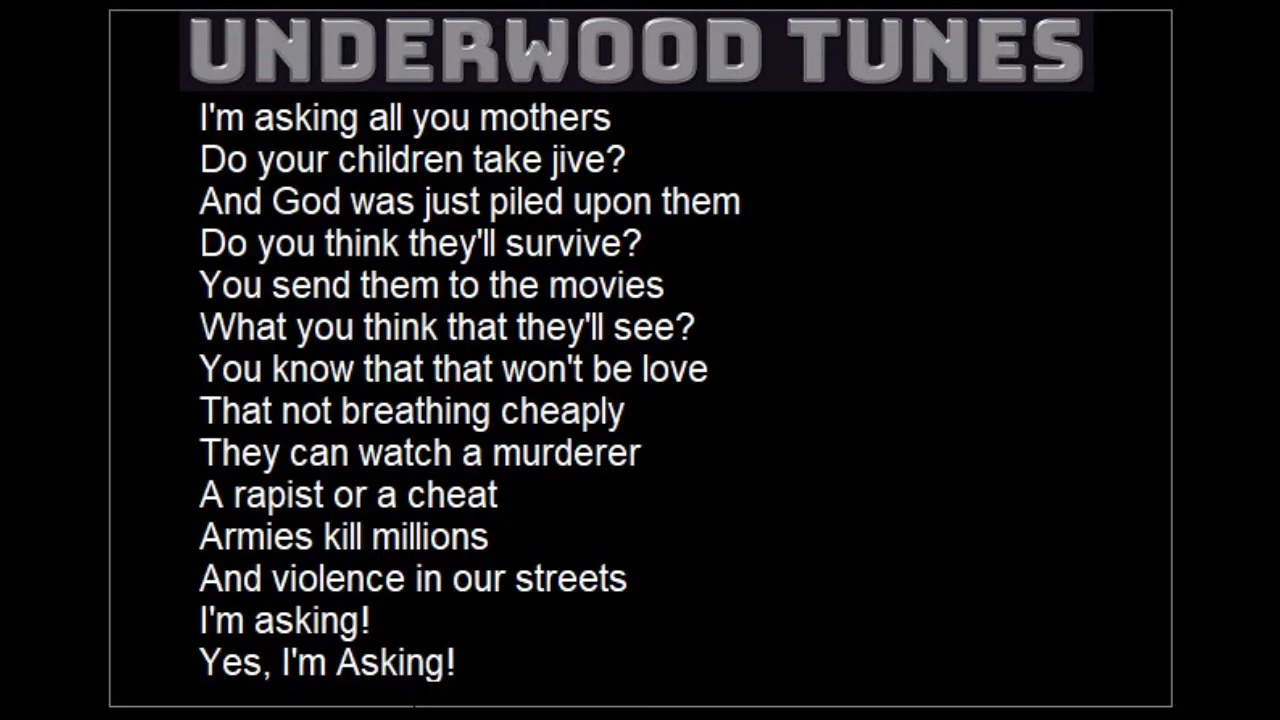 UNDERWOOD TUNES
I'm asking all you mothers
Do your children take jive?
And God was just piled upon them
Do you think they'll survive?
You send them to the movies
What you think that they'll see?
You know that that won't be love
That not breathing cheaply
They can watch a murderer
A rapist or a cheat
Armies kill millions
And violence in our streets
I'm asking!
Yes, I'm Asking!